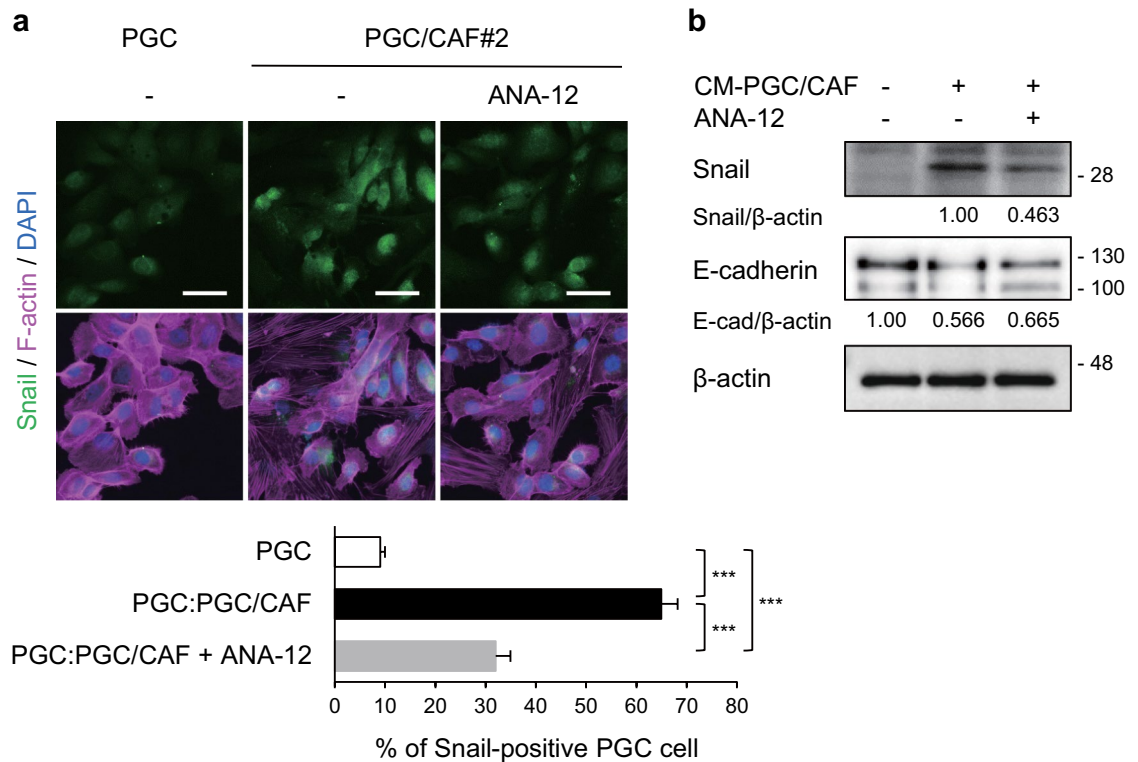 a
PGC
PGC/CAF#2
-
-
ANA-12
Snail / F-actin / DAPI
PGC
PGC:PGC/CAF
PGC:PGC/CAF + ANA-12
***
***
***
0 10 20 30 40 50 60 70 80
% of Snail-positive PGC cell
b
CM-PGC/CAF - + +
ANA-12 - - +
Snail
- 28
Snail/β-actin 1.00 0.463
E-cadherin
- 130
- 100
E-cad/β-actin 1.00 0.566 0.665
β-actin
- 48